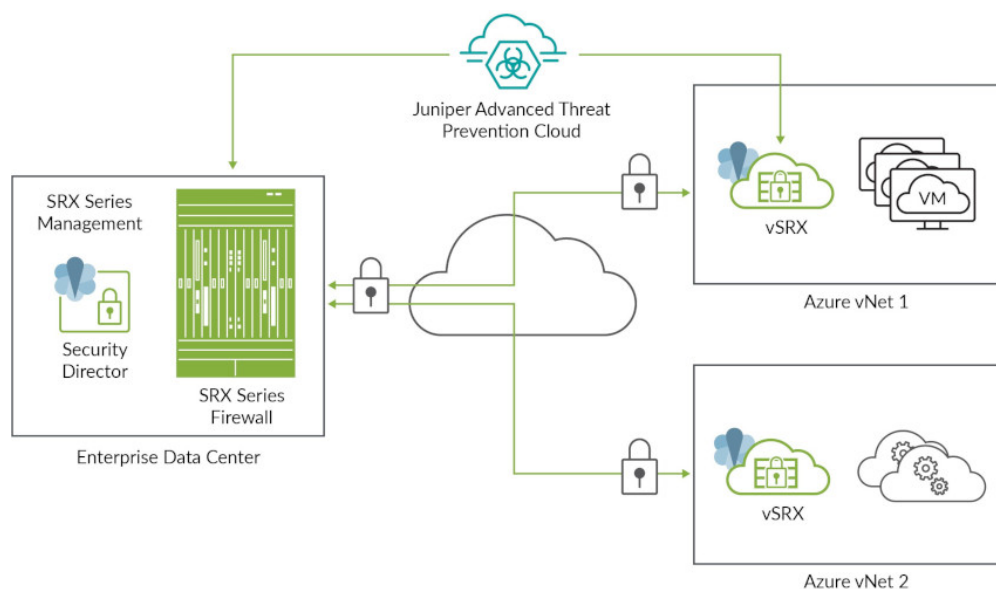 Juniper Advanced Threat
Prevention Cloud
SRX Series
Management
Security
Director
SRX Series
Firewall
Enterprise Data Center
vSRX
VM
Azure vNet 1
vSRX
Azure vNet 2